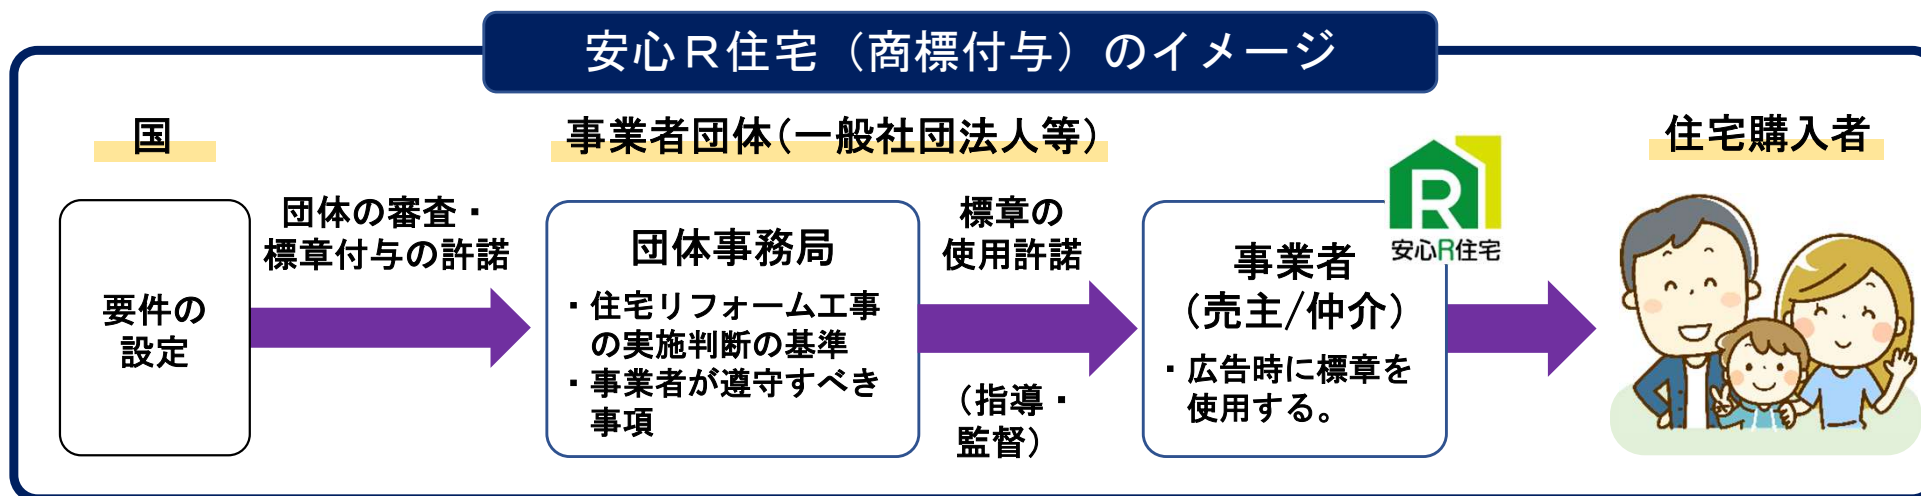 安心R住宅（商標付与）のイメージ
国
要件の
設定
団体の審査・
標章付与の許諾
事業者団体(一般社団法人等)
団体事務局
・住宅リフォーム工事
の実施判断の基準
・事業者が遵守すべき
事項
標章の
使用許諾
（指導・
監督）
R
安心R住宅
事業者
（売主/仲介）
・広告時に標章を
使用する。
住宅購入者